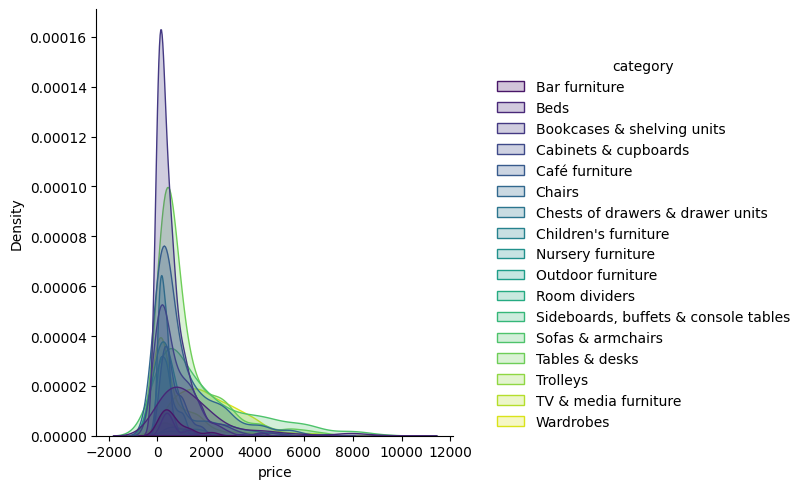 0.00016
0.00014
0.00012
0.00010
0.00008
0.00006
0.00004
0.00002
0.00000
Density
−2000 0 2000 4000 6000 8000 10000 12000
price
category
Bar furniture
Beds
Bookcases & shelving units
Cabinets & cupboards
Café furniture
Chairs
Chests of drawers & drawer units
Children's furniture
Nursery furniture
Outdoor furniture
Room dividers
Sideboards, buffets & console tables
Sofas & armchairs
Tables & desks
Trolleys
TV & media furniture
Wardrobes